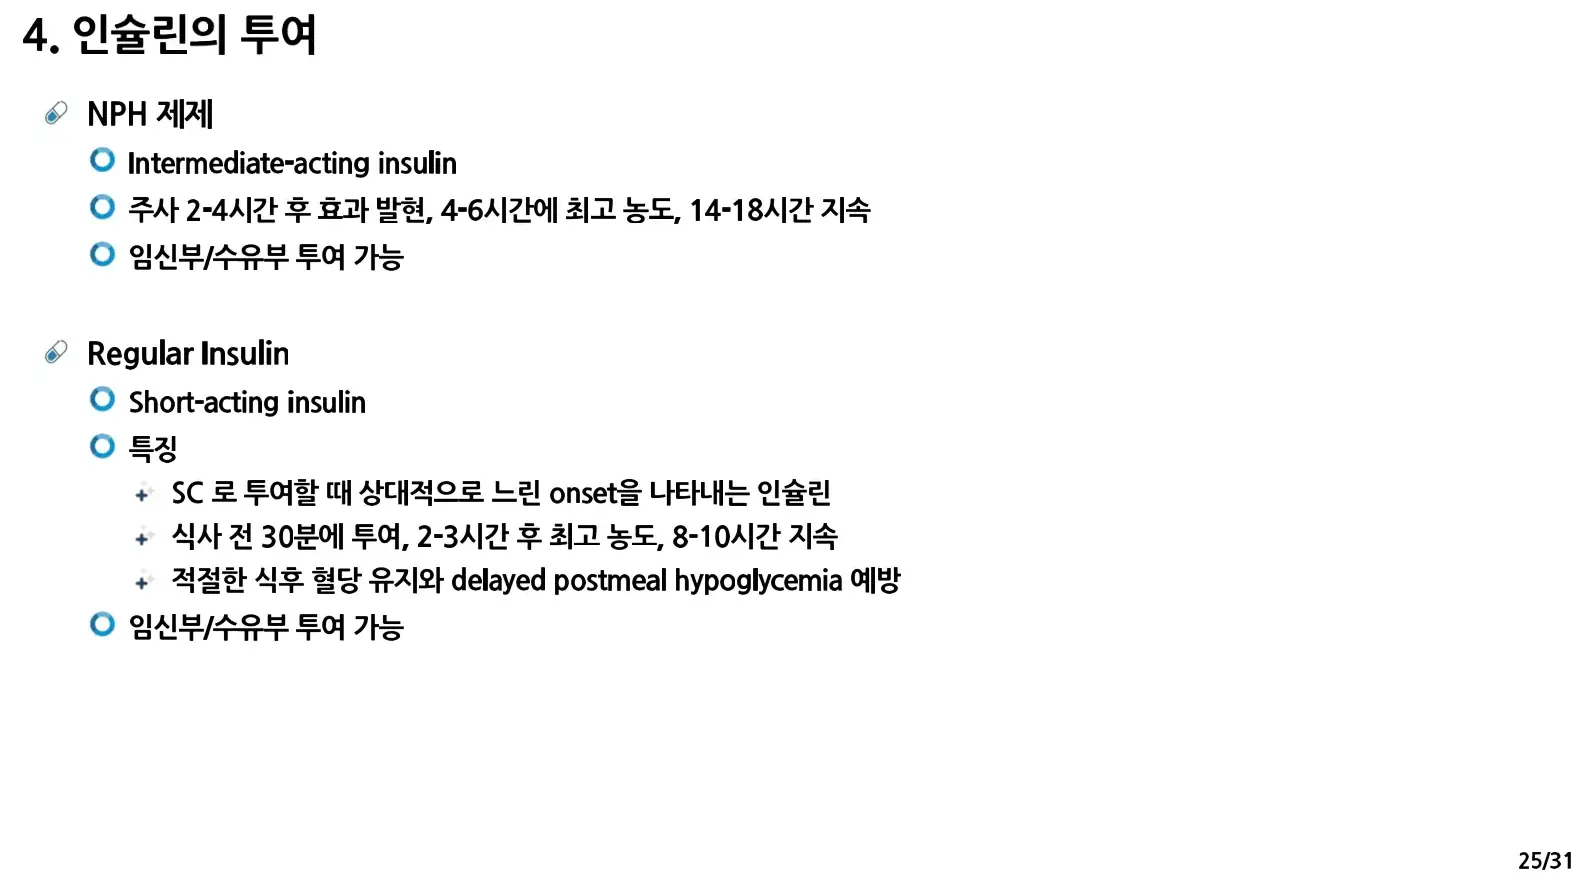 4. 인슐린의 투여
NPH 제제
Intermediate-acting insulin
주사 2-4시간 후 효과 발현, 4-6시간에 최고 농도, 14-18시간 지속
임신부/수유부 투여 가능
Regular Insulin
Short-acting insulin
특징
SC 로 투여할 때 상대적으로 느린 onset을 나타내는 인슐린
식사 전 30분에 투여, 2-3시간 후 최고 농도, 8-10시간 지속
적절한 식후 혈당 유지와 delayed postmeal hypoglycemia 예방
임신부/수유부 투여 가능
25/31